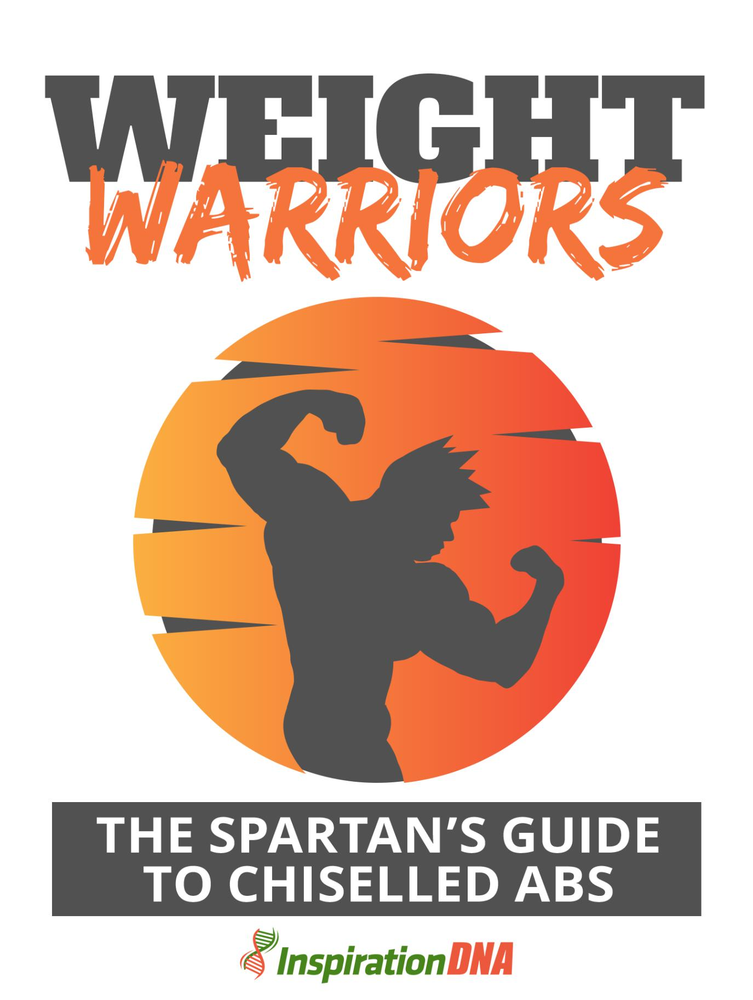 WEIGHT
WARRIORS
THE SPARTAN’S GUIDE
TO CHISELLED ABS
InspirationDNA